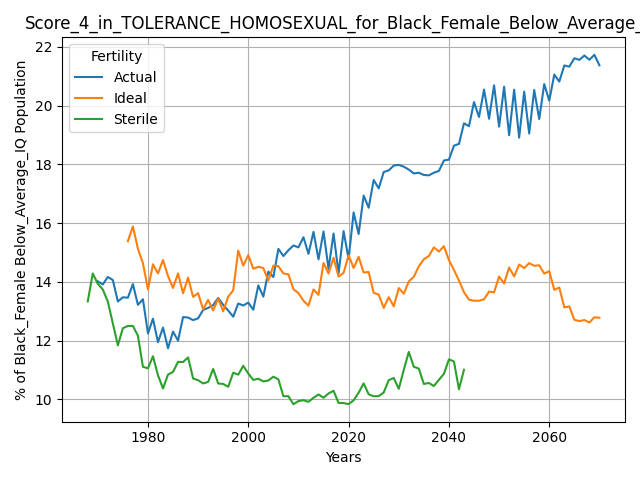 Score_4_in_TOLERANCE_HOMOSEXUAL_for_Black_Female_Below_Average_
Fertility
Actual
Ideal
Sterile
% of Black_Female Below_Average_IQ Population
22
20
18
16
14
12
10
1980 2000 2020 2040 2060
Years